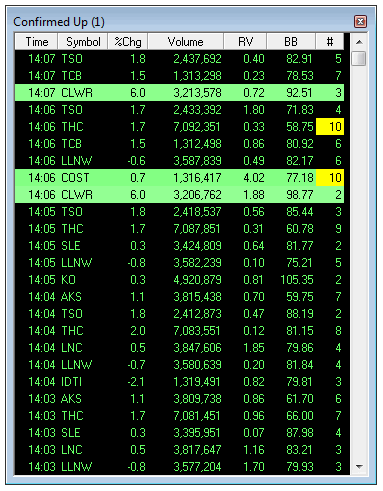 Confirmed Up (1)
Time Symbol %Chg Volume RV BB #
14:07 TSO 1.8 2,437,692 0.40 82.91 5
14:07 TCB 1.5 1,313,298 0.23 78.53 7
14:07 CLWR 6.0 3,213,578 0.72 92.51 3
14:06 TSO 1.7 2,433,392 1.80 71.83 4
14:06 THC 1.7 7,092,351 0.33 58.75 10
14:06 TCB 1.5 1,312,498 0.86 80.92 6
14:06 LLNW -0.6 3,587,839 0.49 82.17 6
14:06 COST 0.7 1,316,417 4.02 77.18 10
14:06 CLWR 6.0 3,206,762 1.88 98.77 2
14:05 TSO 1.8 2,418,537 0.56 85.44 3
14:05 THC 1.7 7,087,851 0.31 60.78 9
14:05 SLE 0.3 3,424,809 0.64 81.77 2
14:05 LLNW -0.8 3,582,239 0.10 75.21 5
14:05 KO 0.3 4,920,879 0.81 105.35 2
14:04 AKS 1.1 3,815,438 0.70 59.75 7
14:04 TSO 1.8 2,412,873 0.47 88.19 2
14:04 THC 2.0 7,083,551 0.12 81.15 8
14:04 LNC 0.5 3,847,606 1.85 79.86 4
14:04 LLNW -0.7 3,580,639 0.20 81.84 4
14:04 IDTI -2.1 1,319,491 0.82 79.81 3
14:03 AKS 1.1 3,809,738 0.86 61.70 6
14:03 THC 1.7 7,081,451 0.96 66.00 7
14:03 SLE 0.3 3,395,951 0.07 87.98 4
14:03 LNC 0.5 3,817,647 1.16 83.21 3
14:03 LLNW -0.8 3,577,204 1.70 79.93 3